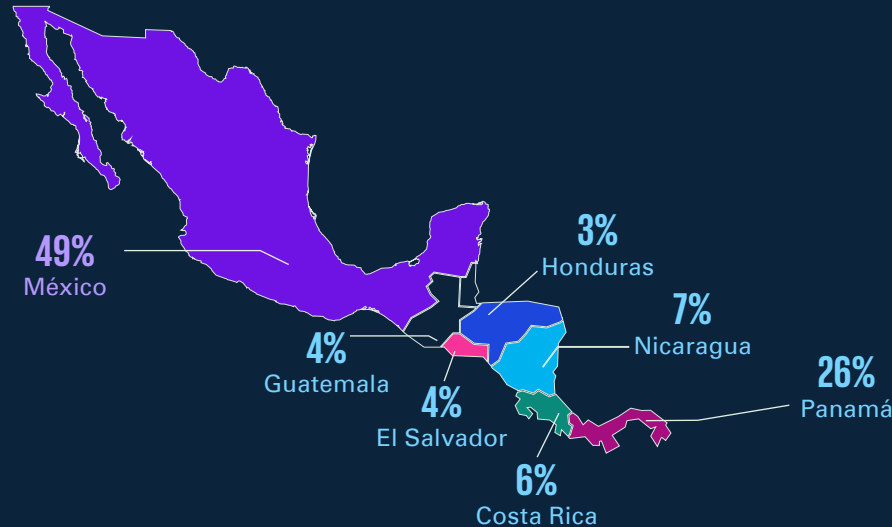 49%
México
3%
Honduras
7%
Nicaragua
4%
Guatemala
4%
El Salvador
26%
Panamá
6%
Costa Rica